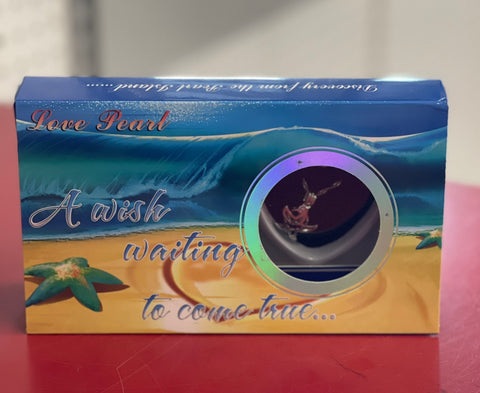 Discovery from the Pearl Island......
Love Pearl
A wish
waiting
to come true...